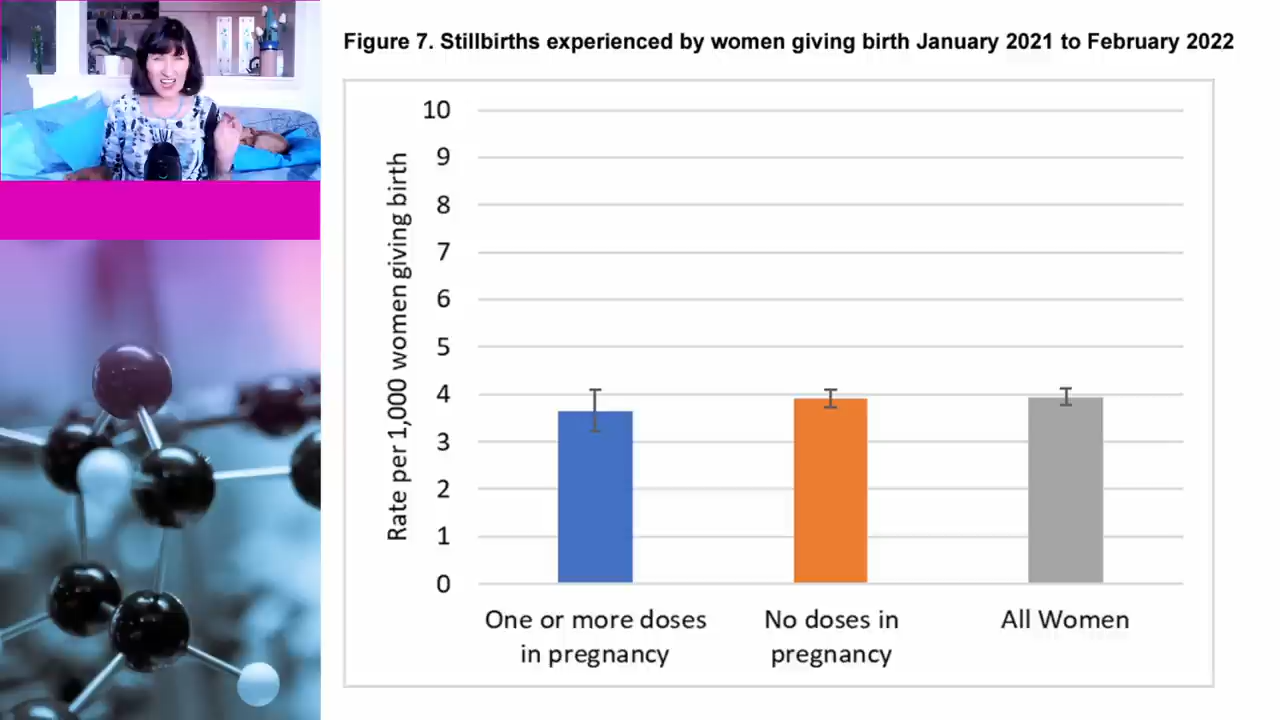 Figure 7. Stillbirths experienced by women giving birth January 2021 to February 2022
Rate per 1,000 women giving birth
10
9
8
7
6
5
4
3
2
1
0
One or more doses
in pregnancy
No doses in
pregnancy
All Women